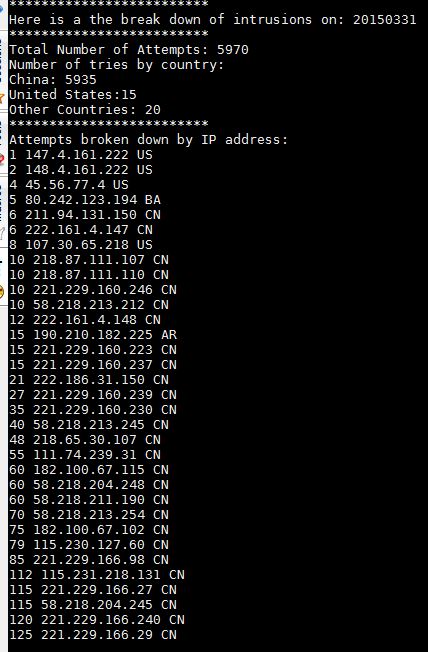 *************************
Here is a the break down of intrusions on: 20150331
*************************
Total Number of Attempts: 5970
Number of tries by country:
China: 5935
United States:15
Other Countries: 20
*************************
Attempts broken down by IP address:
1 147.4.161.222 US
2 148.4.161.222 US
4 45.56.77.4 US
5 80.242.123.194 BA
6 211.94.131.150 CN
6 222.161.4.147 CN
8 107.30.65.218 US
10 218.87.111.107 CN
10 218.87.111.110 CN
10 221.229.160.246 CN
10 58.218.213.212 CN
12 222.161.4.148 CN
15 190.210.182.225 AR
15 221.229.160.223 CN
15 221.229.160.237 CN
21 222.186.31.150 CN
27 221.229.160.239 CN
35 221.229.160.230 CN
40 58.218.213.245 CN
48 218.65.30.107 CN
55 111.74.239.31 CN
60 182.100.67.115 CN
60 58.218.204.248 CN
60 58.218.211.190 CN
70 58.218.213.254 CN
75 182.100.67.102 CN
79 115.230.127.60 CN
85 221.229.166.98 CN
112 115.231.218.131 CN
115 221.229.166.27 CN
115 58.218.204.245 CN
120 221.229.166.240 CN
125 221.229.166.29 CN